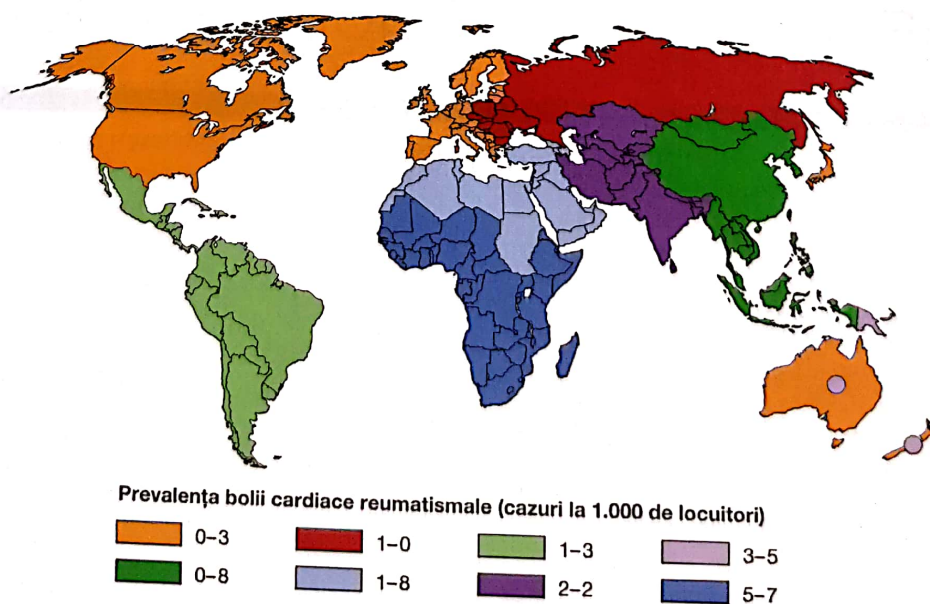 Prevalența bolii cardiace reumatismale (cazuri la 1.000 de locuitori)
0–3 1–0 1–3 3–5
0–8 1–8 2–2 5–7